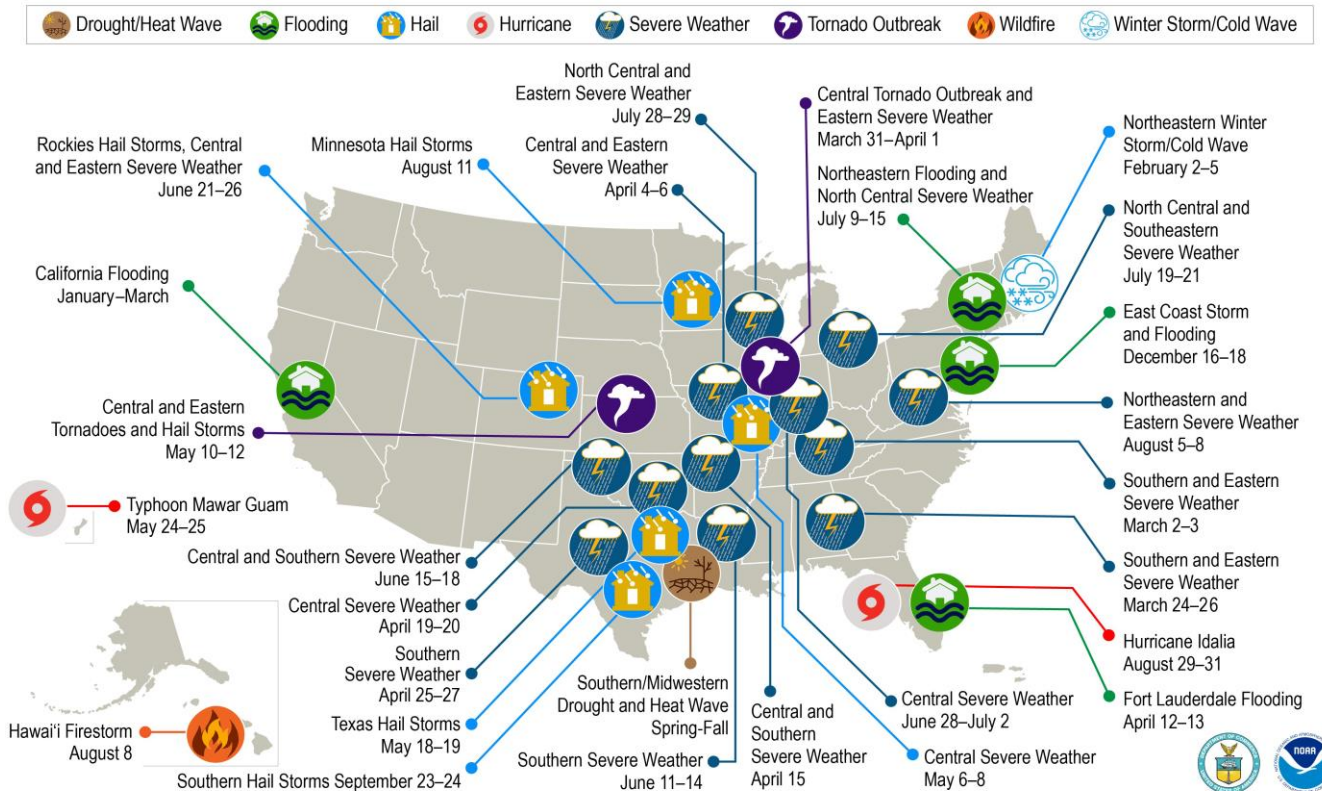 Drought/Heat Wave
Flooding
Hail
Hurricane
Severe Weather
Tornado Outbreak
Wildfire
Winter Storm/Cold Wave
North Central and
Eastern Severe Weather
July 28–29
Central Tornado Outbreak and
Eastern Severe Weather
March 31–April 1
Northeastern Winter
Storm/Cold Wave
February 2–5
Rockies Hail Storms, Central
and Eastern Severe Weather
June 21–26
Minnesota Hail Storms
August 11
Central and Eastern
Severe Weather
April 4–6
Northeastern Flooding and
North Central Severe Weather
July 9–15
North Central and
Southeastern
Severe Weather
July 19–21
California Flooding
January–March
East Coast Storm
and Flooding
December 16–18
Central and Eastern
Tornadoes and Hail Storms
May 10–12
Northeastern and
Eastern Severe Weather
August 5–8
Typhoon Mawar Guam
May 24–25
Southern and Eastern
Severe Weather
March 2–3
Central and Southern Severe Weather
June 15–18
Southern and Eastern
Severe Weather
March 24–26
Central Severe Weather
April 19–20
Hurricane Idalia
August 29–31
Southern
Severe Weather
April 25–27
Southern/Midwestern
Drought and Heat Wave
Spring-Fall
Central Severe Weather
June 28–July 2
Fort Lauderdale Flooding
April 12–13
Hawai‘i Firestorm
August 8
Texas Hail Storms
May 18–19
Central and
Southern
Severe Weather
April 15
Southern Hail Storms September 23–24
Southern Severe Weather
June 11–14
Central Severe Weather
May 6–8
NOAA